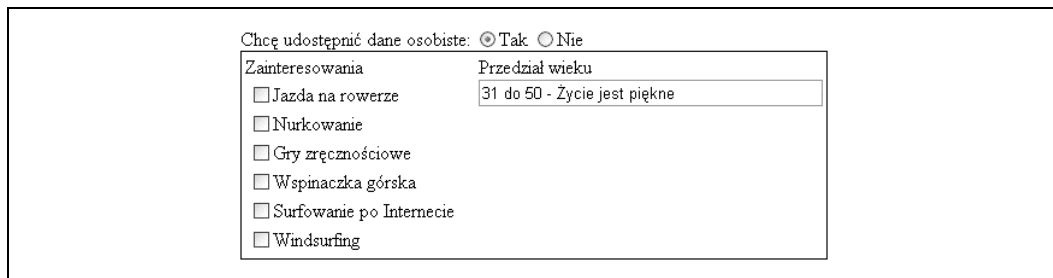 Chcę udostępnić dane osobiste: Tak Nie
Zainteresowania
Jazda na rowerze
Nurkowanie
Gry zręcznościowe
Wspinaczka górska
Surfowanie po Internecie
Windsurfing
Przedział wieku
31 do 50 - Życie jest piękne